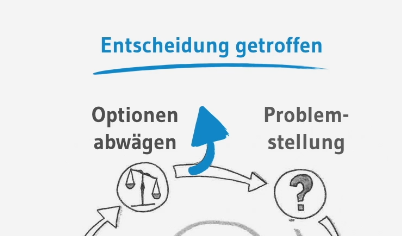 Entscheidung getroffen
Optionen
abwägen
Problem-
stellung
?